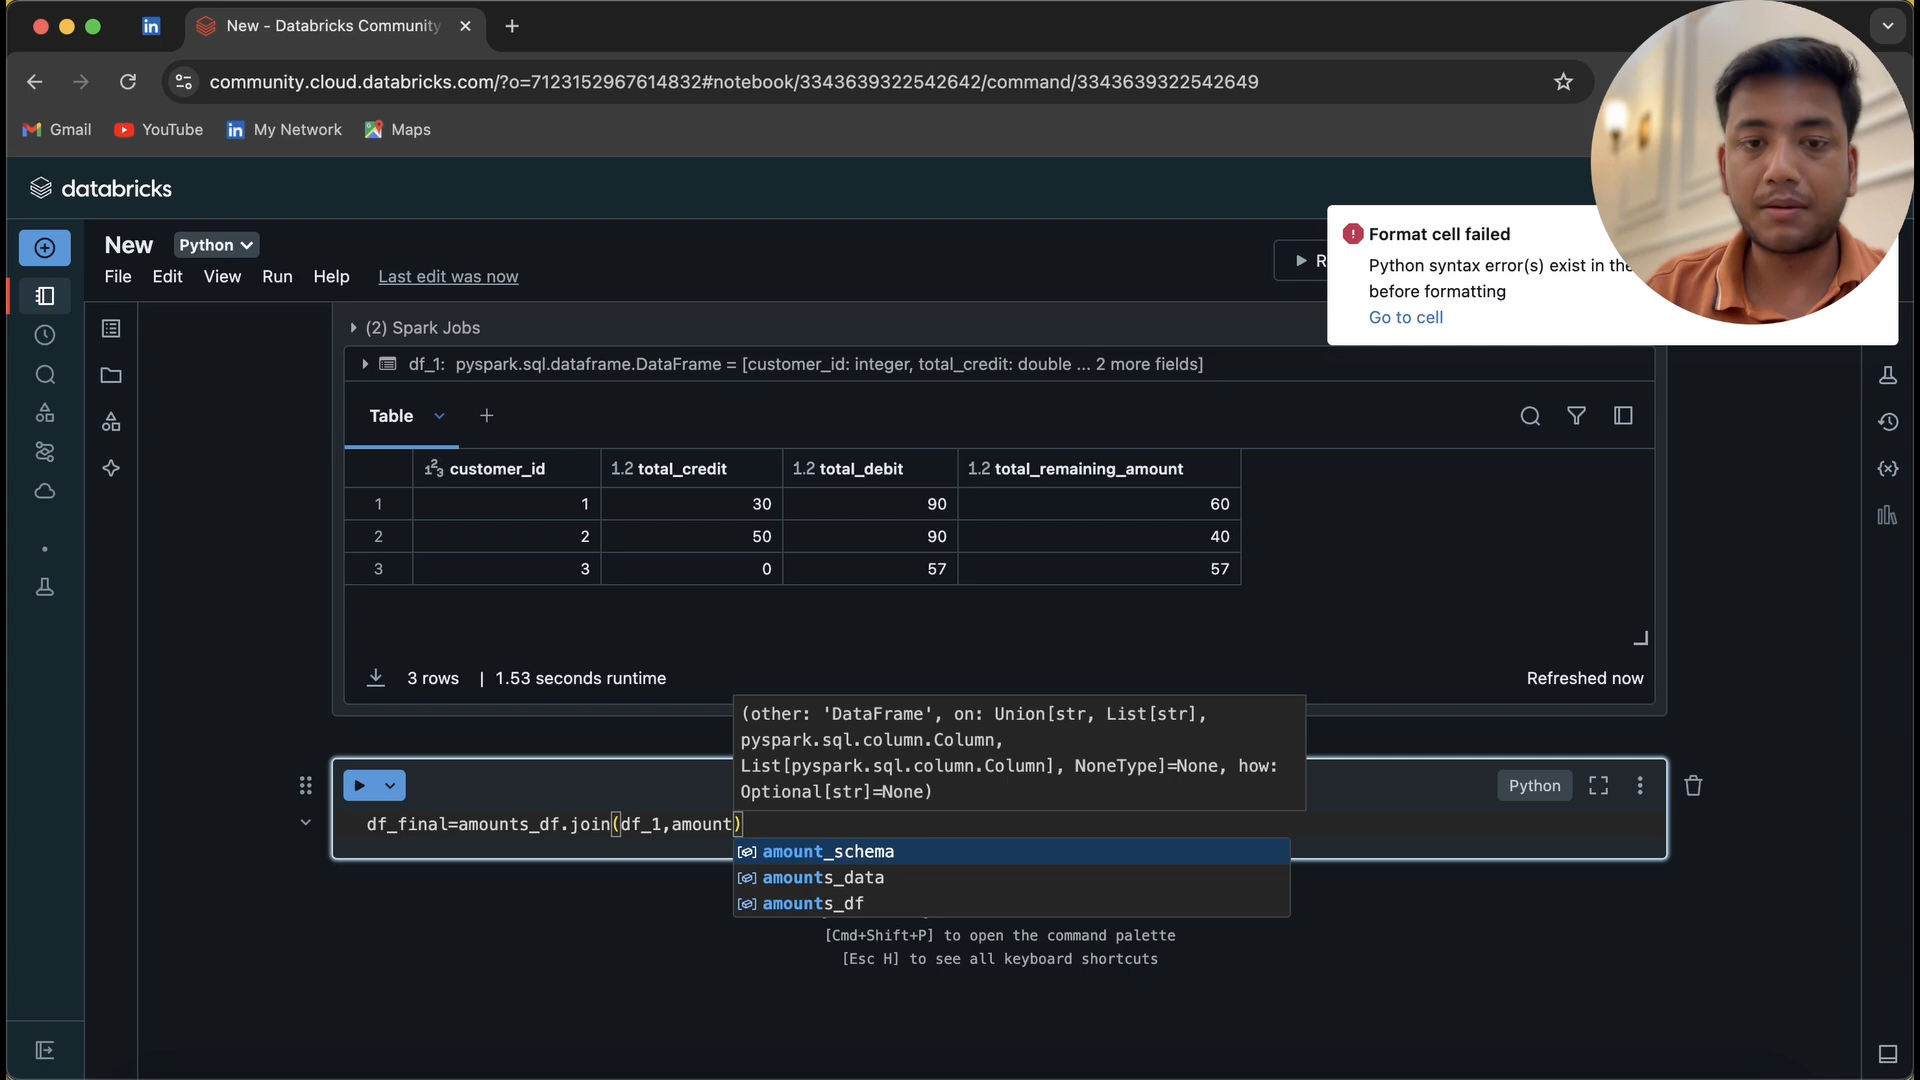 New - Databricks Community
community.cloud.databricks.com/?o=7123152967614832#notebook/3343639322542642/command/3343639322542649
Gmail YouTube My Network Maps
databricks
New Python
File Edit View Run Help Last edit was now
Format cell failed
Python syntax error(s) exist in the
before formatting
Go to cell
(2) Spark Jobs
df_1: pyspark.sql.dataframe.DataFrame = [customer_id: integer, total_credit: double ... 2 more fields]
Table
customer_id 1.2 total_credit 1.2 total_debit 1.2 total_remaining_amount
1 1 30 90 60
2 2 50 90 40
3 3 0 57 57
3 rows | 1.53 seconds runtime Refreshed now
(other: 'DataFrame', on: Union[str, List[str],
pyspark.sql.column.Column,
List[pyspark.sql.column.Column], NoneType]=None, how:
Optional[str]=None)
Python
df_final=amounts_df.join(df_1,amount)
amount_schema
amounts_data
amounts_df
[Cmd+Shift+P] to open the command palette
[Esc H] to see all keyboard shortcuts